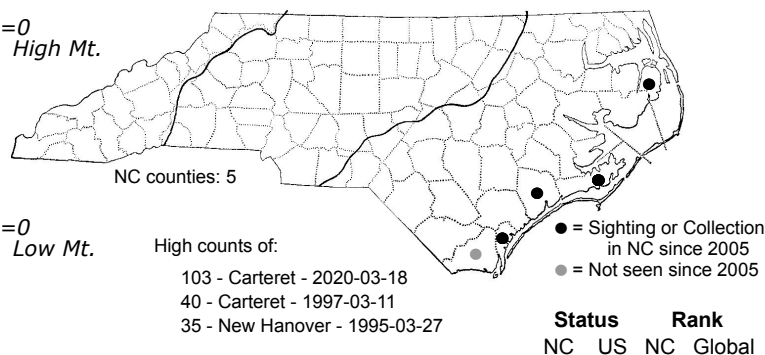 =0
High Mt.
NC counties: 5
=0
Low Mt.
High counts of:
103 - Carteret - 2020-03-18
40 - Carteret - 1997-03-11
35 - New Hanover - 1995-03-27
● = Sighting or Collection
in NC since 2005
● = Not seen since 2005
Status Rank
NC US NC Global